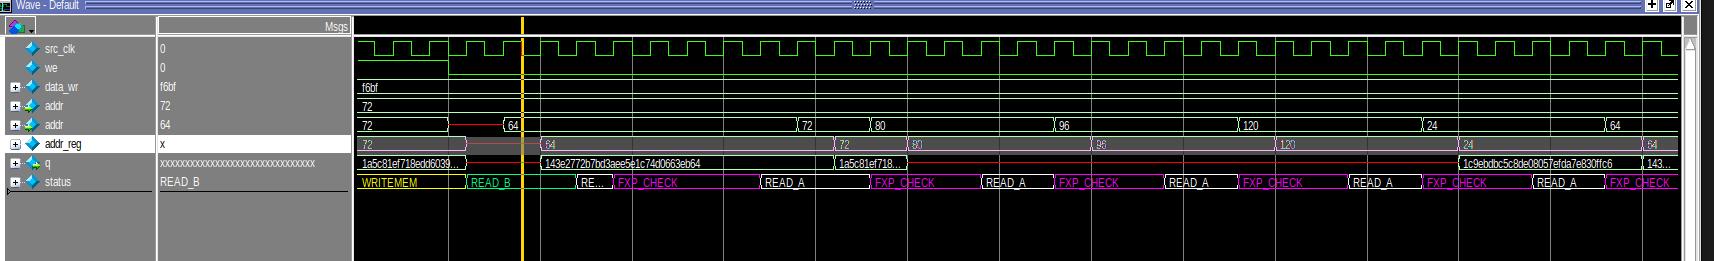 Wave - Default
Msgs
src_clk 0
we 0
data_wr f6bf f6bf
addr 72 72
addr 64 72 64 72 80 96 120 24 64
addr_reg x 72 64 72 80 96 120 24 64
q xxxxxxxxxxxxxxxxxxxxxxxxxxxxxxxx 1a5c81ef718edd6039... 143e2772b7bd3aee5e1c74d0663eb64 1a5c81ef718... 1c9ebdbc5c8de08057efda7e830ffc6 143...
status READ_B WRITEMEM READ_B RE... FXP_CHECK READ_A FXP_CHECK READ_A FXP_CHECK READ_A FXP_CHECK READ_A FXP_CHECK READ_A FXP_CHECK